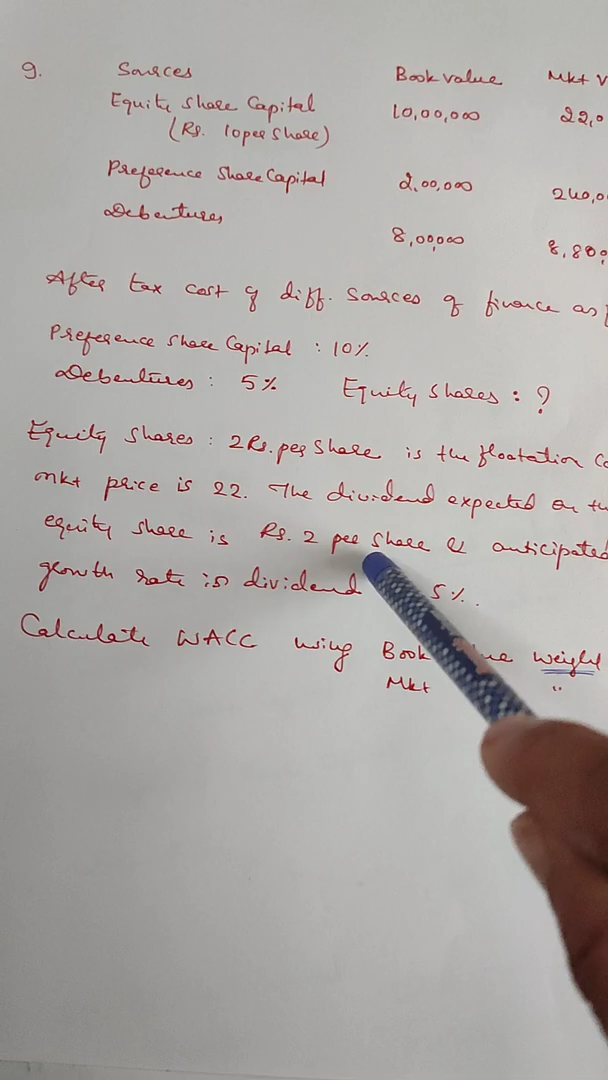 9. Sources Book value Mkt V
Equity Share Capital 10,00,000 22,0
(Rs. 10 per Share)
Preference Share Capital 2,00,000 240,0
Debentures 8,00,000 8,80,
After tax cost of diff. Sources of finance as
Preference Share Capital : 10%
Debentures : 5% Equity Shares : ?
Equity Shares : 2 Rs. per Share is the floatation Co
mkt price is 22. The dividend expected on th
equity share is Rs. 2 per Share & anticipated
growth rate in dividend 5%.
Calculate WACC using Book ue weight
Mkt "